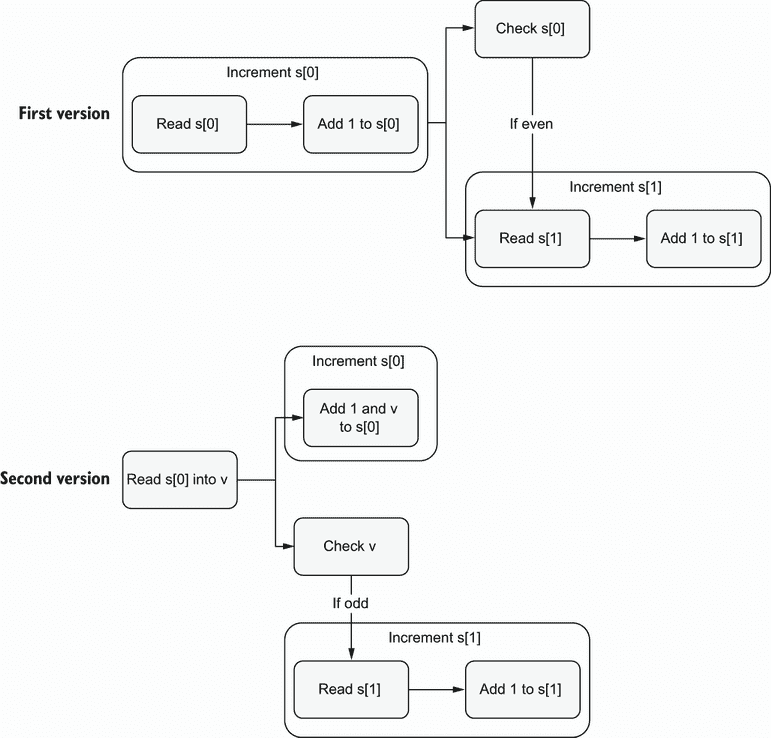 Check s[0]
Increment s[0]
First version
Read s[0]
Add 1 to s[0]
If even
Increment s[1]
Read s[1]
Add 1 to s[1]
Increment s[0]
Add 1 and v
to s[0]
Second version
Read s[0] into v
Check v
If odd
Increment s[1]
Read s[1]
Add 1 to s[1]